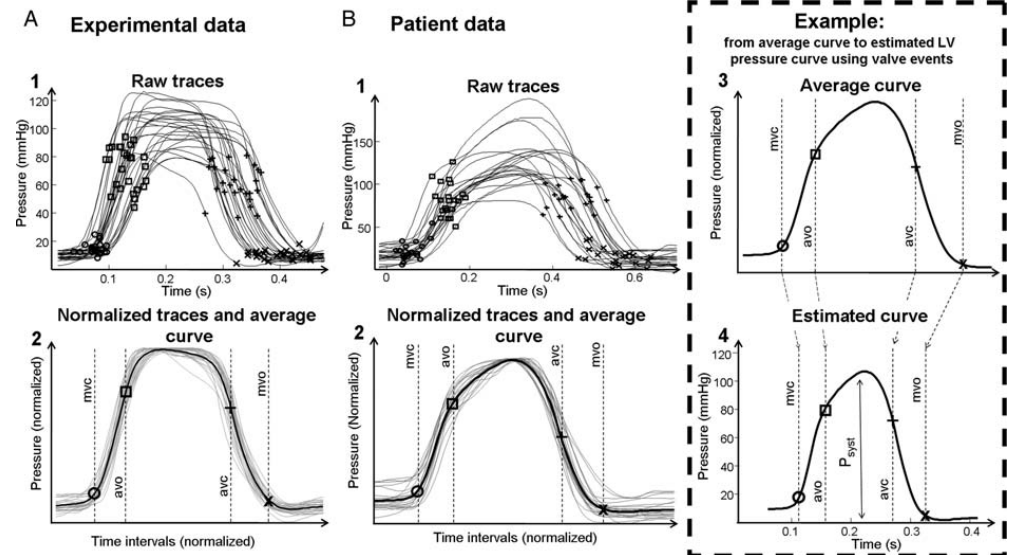 A Experimental data
1 Raw traces
Pressure (mmHg)
120
100
80
60
40
20
0.1 0.2 0.3 0.4
Time (s)
2 Normalized traces and average
curve
Pressure (normalized)
mvc
avo
avc
mvo
Time intervals (normalized)
B Patient data
1 Raw traces
Pressure (mmHg)
150
100
50
0 0.2 0.4 0.6
Time (s)
2 Normalized traces and average
curve
Pressure (Normalized)
mvc
avo
avc
mvo
Time intervals (normalized)
Example:
from average curve to estimated LV
pressure curve using valve events
3 Average curve
Pressure (normalized)
mvc
avo
avc
mvo
4 Estimated curve
Pressure (mmHg)
120
100
80
60
40
20
mvc
avo
Psyst
avc
mvo
0.1 0.2 0.3 0.4
Time (s)